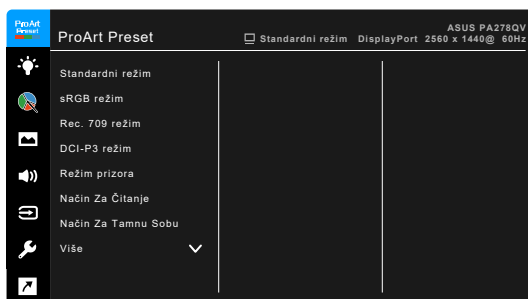 ProArt
Preset
ProArt Preset
ASUS PA278QV
Standardni režim DisplayPort 2560 x 1440@ 60Hz
Standardni režim
sRGB režim
Rec. 709 režim
DCI-P3 režim
Režim prizora
Način Za Čitanje
Način Za Tamnu Sobu
Više